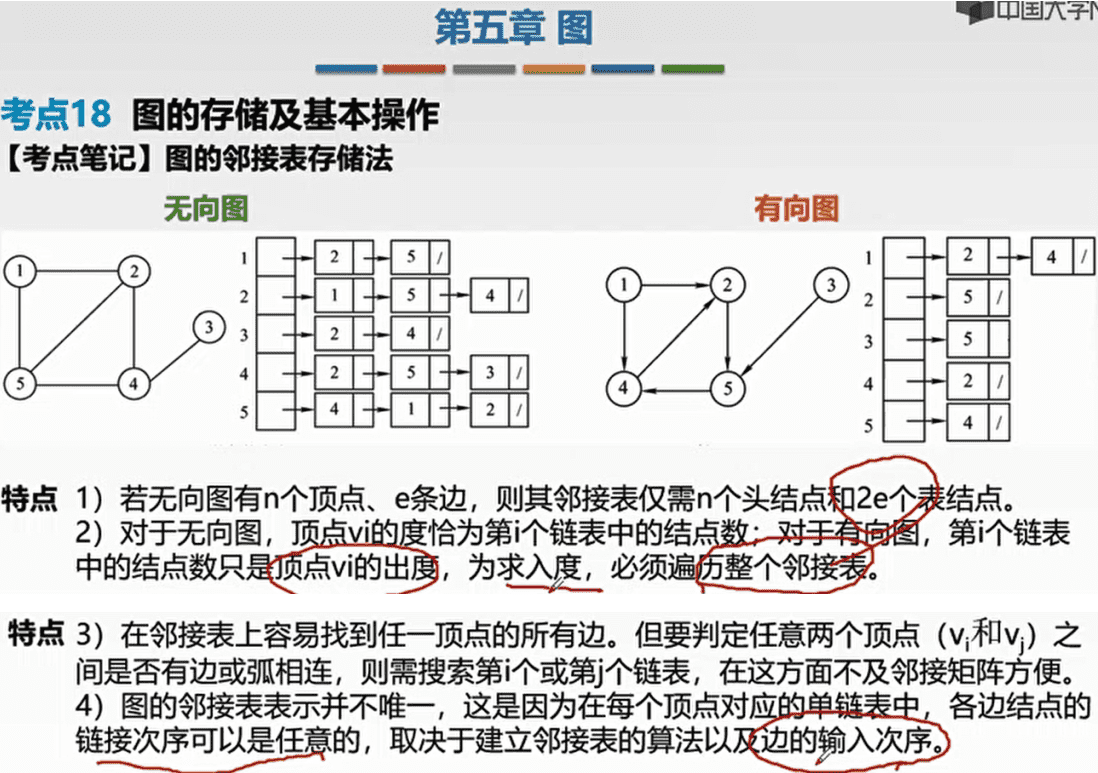 中国大学M
第五章 图
考点18 图的存储及基本操作
【考点笔记】图的邻接表存储法
无向图
有向图
1 2
3
5 4
1 2 5 /
2 1 5 4 /
3 2 4 /
4 2 5 3 /
5 4 1 2 /
1 2 3
4 5
1 2 4 /
2 5 /
3 5
4 2 /
5 4 /
特点 1）若无向图有n个顶点、e条边，则其邻接表仅需n个头结点和2e个表结点。
2）对于无向图，顶点vi的度恰为第i个链表中的结点数；对于有向图，第i个链表
中的结点数只是顶点vi的出度，为求入度，必须遍历整个邻接表。
特点 3）在邻接表上容易找到任一顶点的所有边。但要判定任意两个顶点（vi和vj）之
间是否有边或弧相连，则需搜索第i个或第j个链表，在这方面不及邻接矩阵方便。
4）图的邻接表表示并不唯一，这是因为在每个顶点对应的单链表中，各边结点的
链接次序可以是任意的，取决于建立邻接表的算法以及边的输入次序。